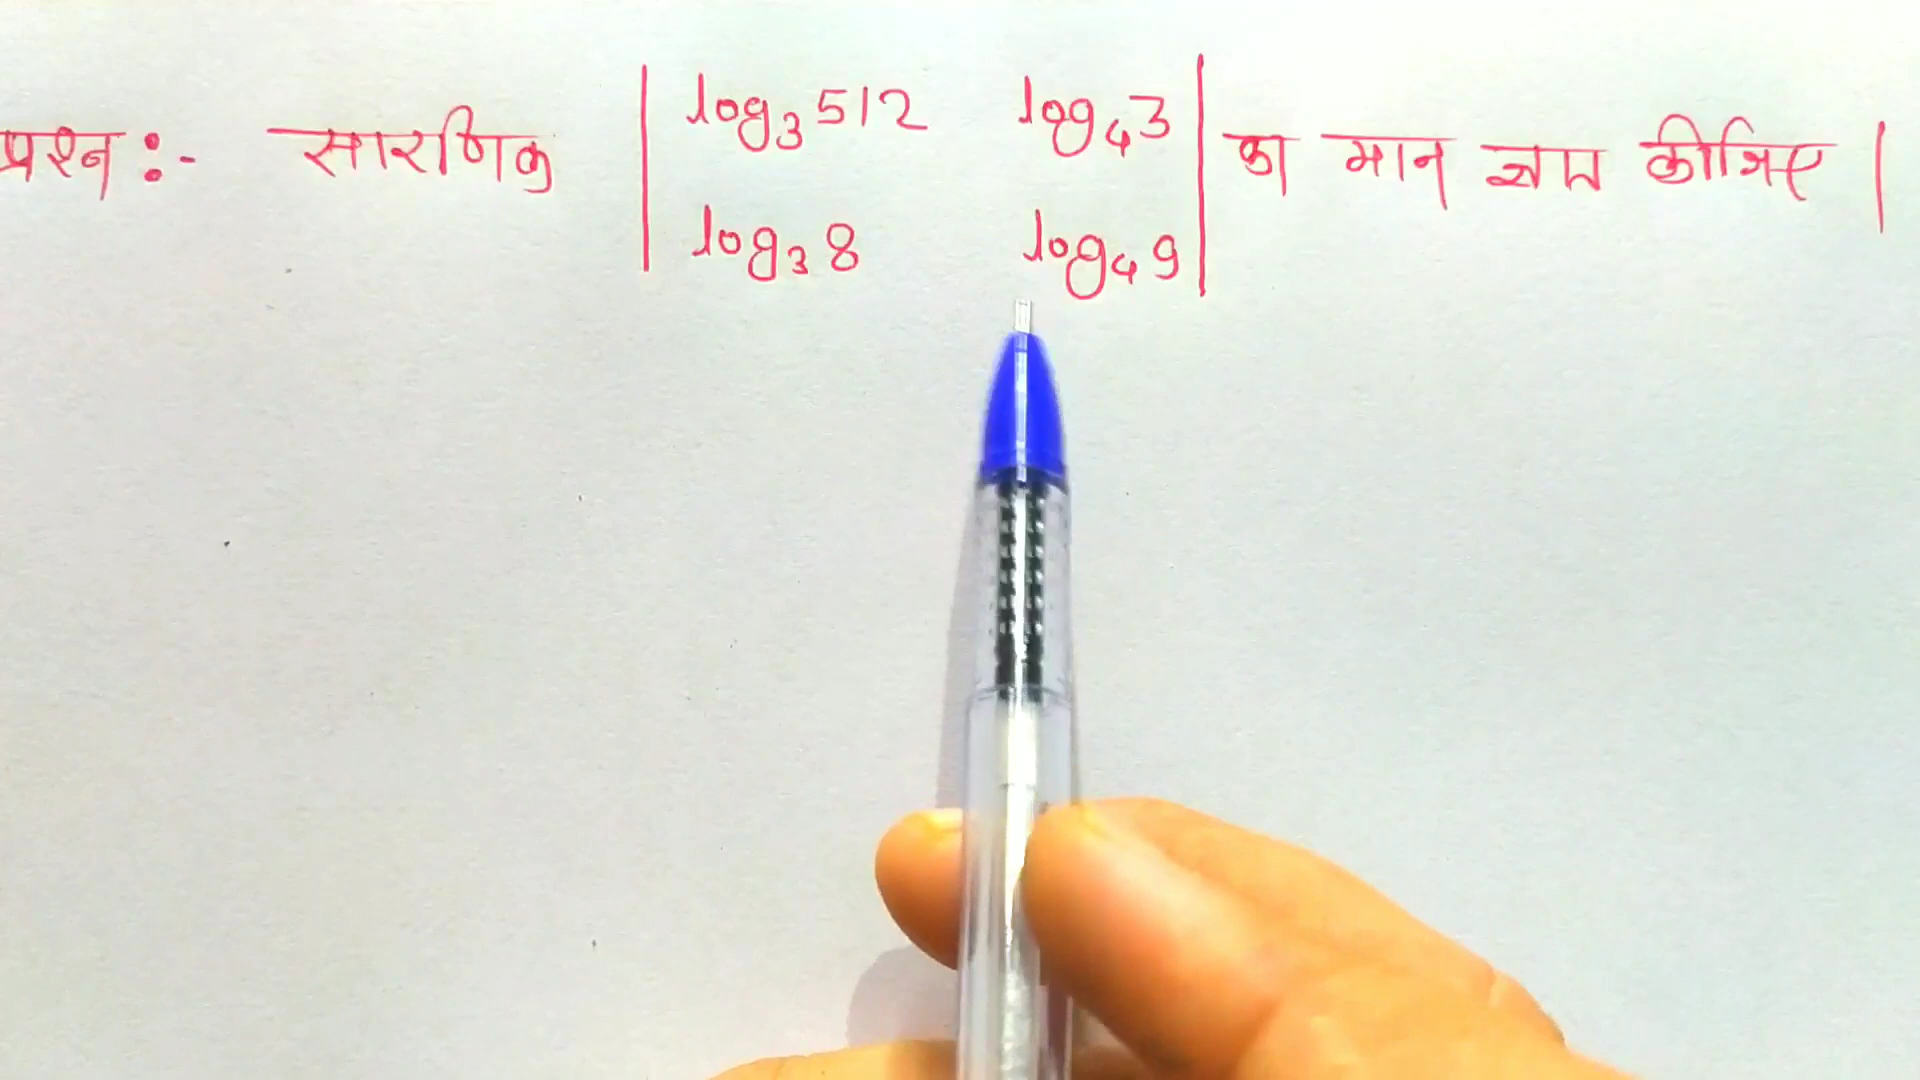 प्रश्न :- सारणिक | log₃512 log₄3 | का मान ज्ञात कीजिए |
| log₃8 log₄9 |